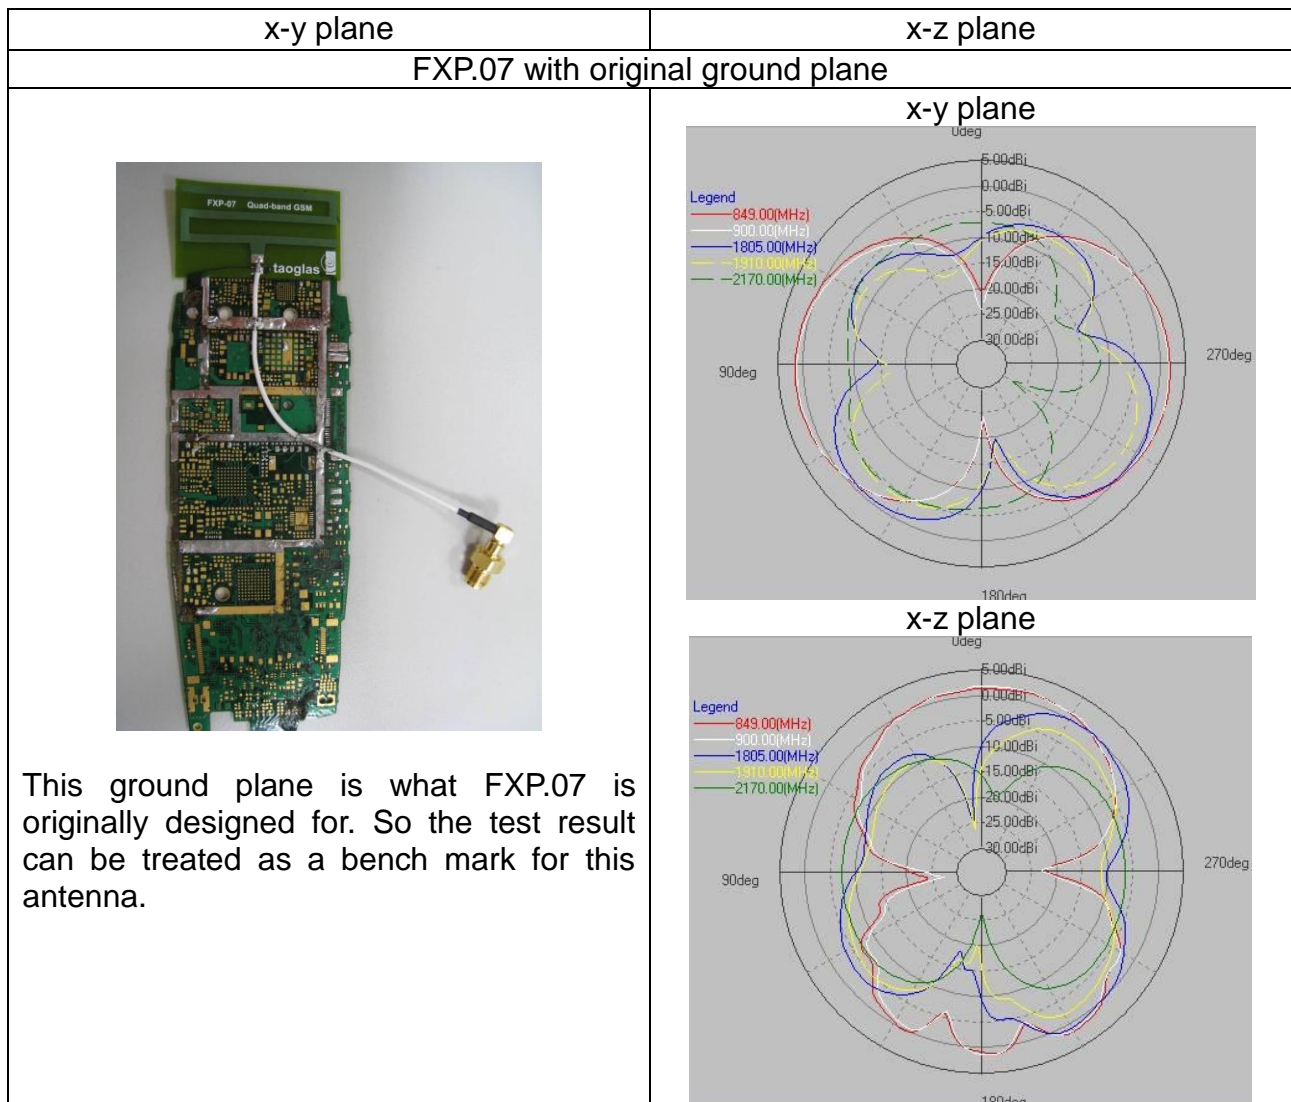 x-y plane
x-z plane
FXP.07 with original ground plane
FXP-07 Quad-band GSM
taoglas
This ground plane is what FXP.07 is
originally designed for. So the test result
can be treated as a bench mark for this
antenna.
x-y plane
0deg
5.00dBi
0.00dBi
-5.00dBi
-10.00dBi
-15.00dBi
-20.00dBi
-25.00dBi
-30.00dBi
Legend
849.00(MHz)
900.00(MHz)
1805.00(MHz)
1910.00(MHz)
2170.00(MHz)
90deg
270deg
180deg
x-z plane
0deg
5.00dBi
0.00dBi
-5.00dBi
-10.00dBi
-15.00dBi
-20.00dBi
-25.00dBi
-30.00dBi
Legend
849.00(MHz)
900.00(MHz)
1805.00(MHz)
1910.00(MHz)
2170.00(MHz)
90deg
270deg
180deg